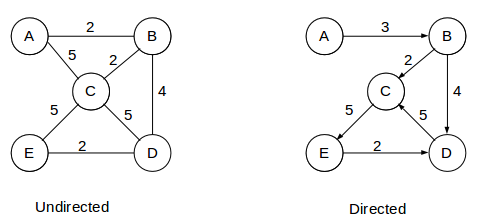 A 2 B
5 2
C 4
5 5
E 2 D
Undirected
A 3 B
2
C 4
5 5
E 2 D
Directed